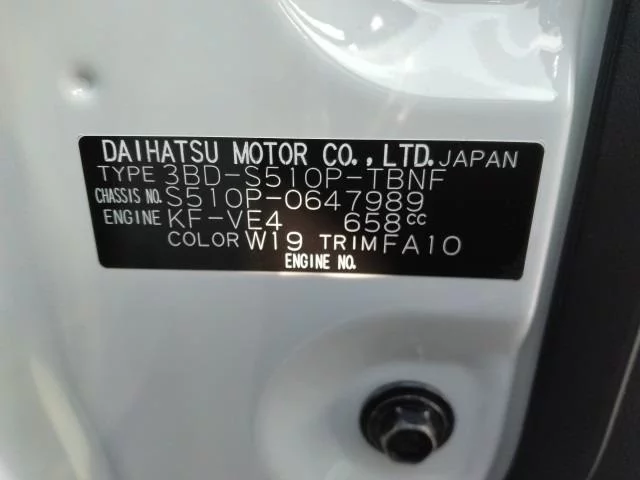 DAIHATSU MOTOR CO.,LTD. JAPAN
TYPE 3BD-S510P-TBNF
CHASSIS NO. S510P-0647989
ENGINE KF-VE4 658cc
COLOR W19 TRIM FA10
ENGINE NO.